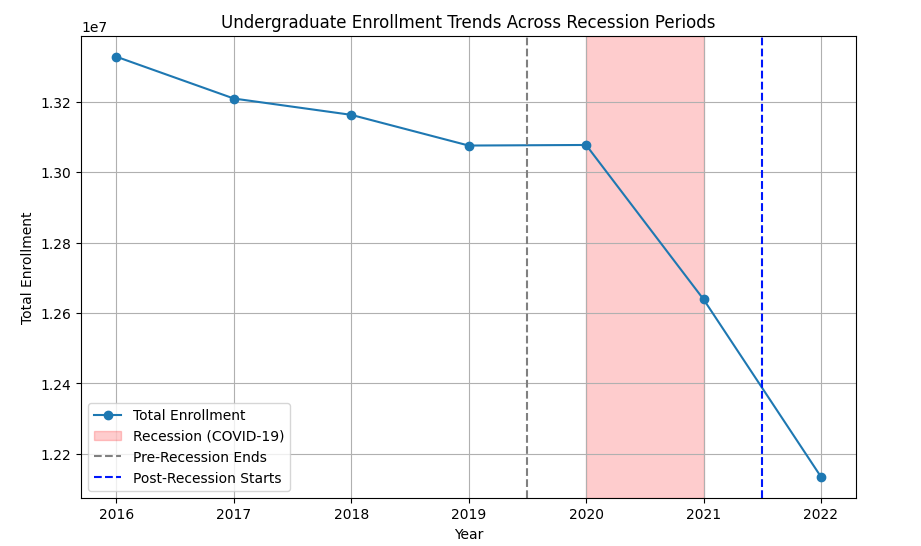 Undergraduate Enrollment Trends Across Recession Periods
1e7
1.32
1.30
1.28
1.26
1.24
1.22
Total Enrollment
Total Enrollment
Recession (COVID-19)
Pre-Recession Ends
Post-Recession Starts
2016 2017 2018 2019 2020 2021 2022
Year